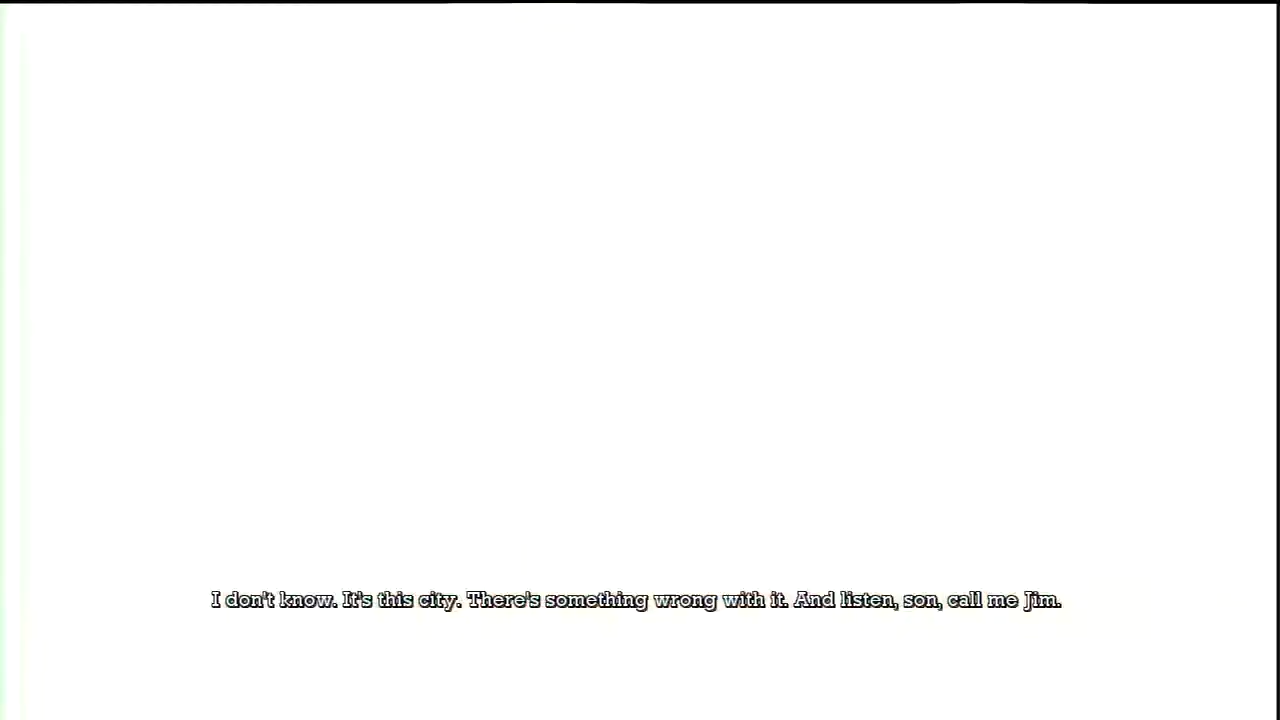 I don't know. It's this city. There's something wrong with it. And listen, son, call me Jim.